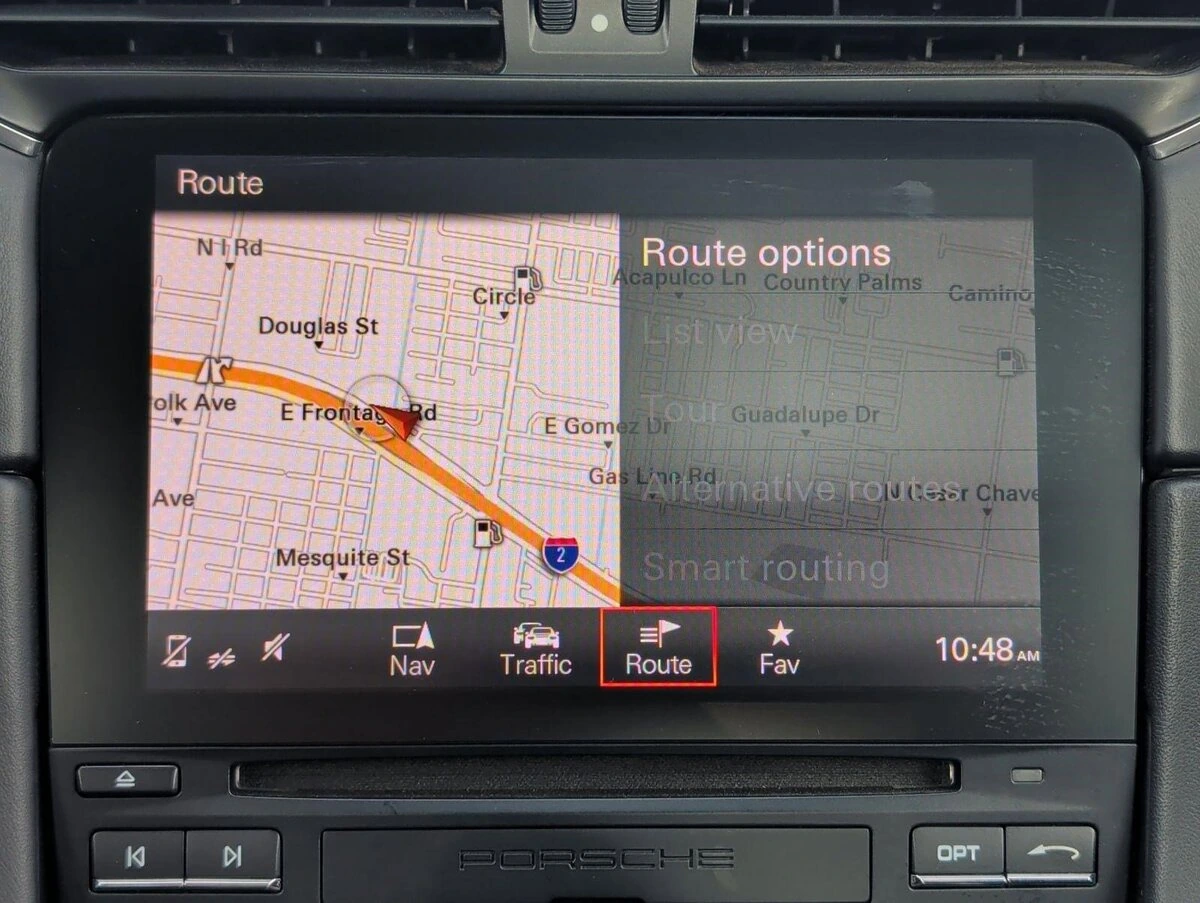 Route
N I Rd
Route options
Acapulco Ln
Country Palms
Circle
Camino
Douglas St
List view
olk Ave
E Frontage Rd
Tour
Guadalupe Dr
E Gomez Dr
Gas Line Rd
Ave
Alternative routes
N Cesar Chave
2
Mesquite St
Smart routing
Nav
Traffic
Route
Fav
10:48 AM
PORSCHE
OPT